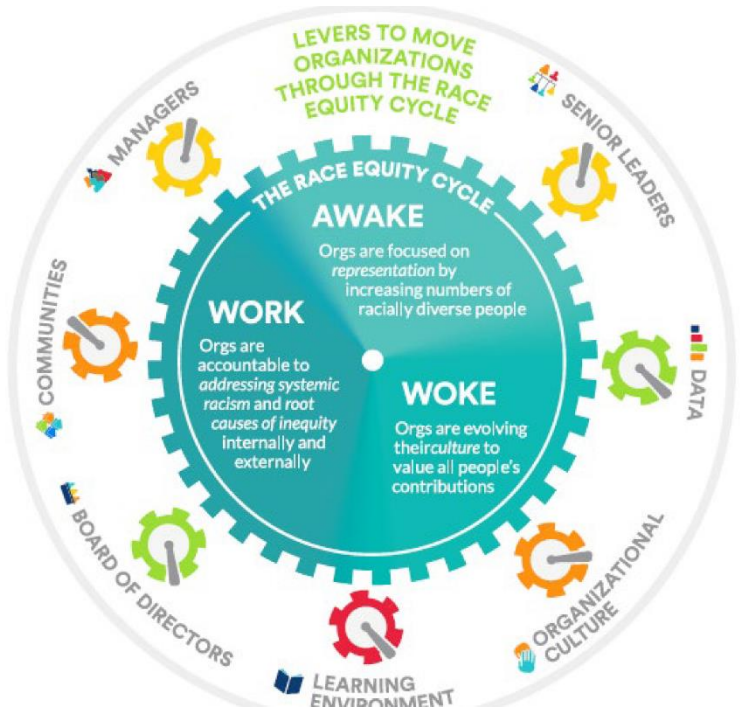 LEVERS TO MOVE
ORGANIZATIONS
THROUGH THE RACE
EQUITY CYCLE
MANAGERS
SENIOR LEADERS
THE RACE EQUITY CYCLE
AWAKE
Orgs are focused on
representation by
increasing numbers of
racially diverse people
COMMUNITIES
WORK
Orgs are
accountable to
addressing systemic
racism and root
causes of inequity
internally and
externally
WOKE
Orgs are evolving
theirculture to
value all people's
contributions
DATA
BOARD OF DIRECTORS
ORGANIZATIONAL
CULTURE
LEARNING
ENVIRONMENT